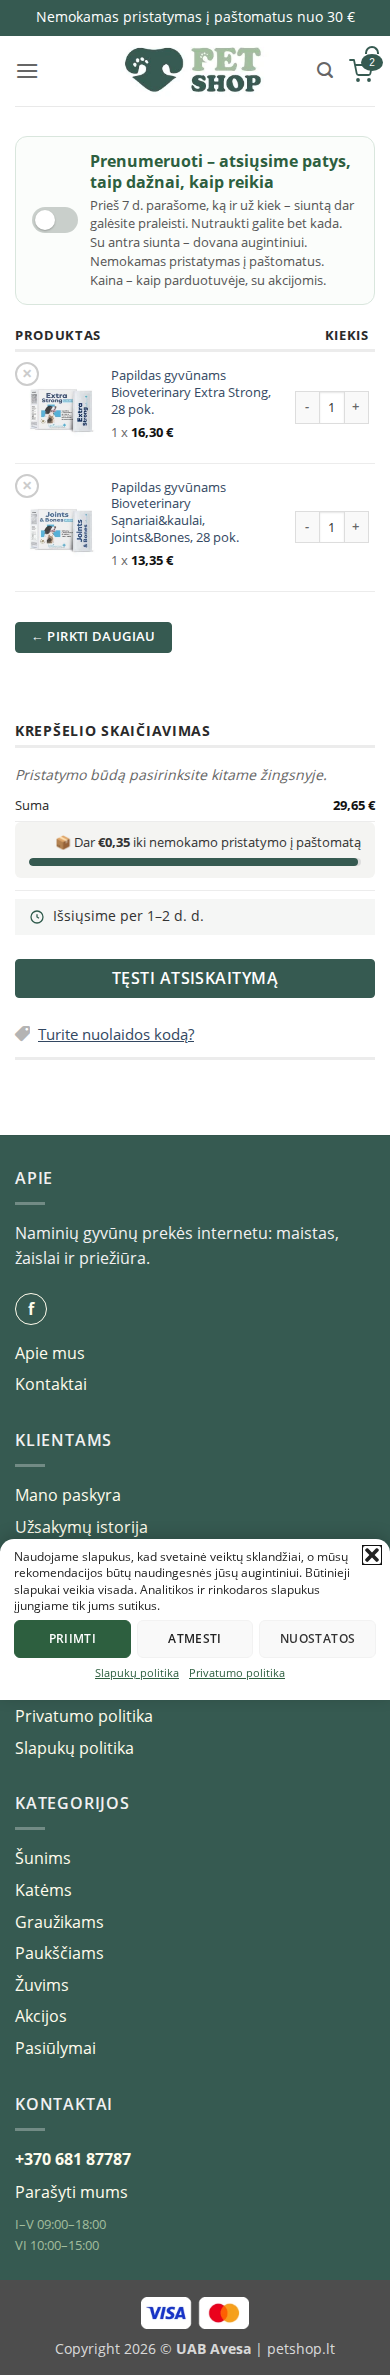 Nemokamas pristatymas į paštomatus nuo 30 €
PET
SHOP
2
Prenumeruoti – atsiųsime patys,
taip dažnai, kaip reikia
Prieš 7 d. parašome, ką ir už kiek – siuntą dar
galėsite praleisti. Nutraukti galite bet kada.
Su antra siunta – dovana augintiniui.
Nemokamas pristatymas į paštomatus.
Kaina – kaip parduotuvėje, su akcijomis.
PRODUKTAS KIEKIS
Papildas gyvūnams
Bioveterinary Extra Strong,
28 pok.
1 x 16,30 €
- 1 +
Extra
Strong
Extra
Strong
Papildas gyvūnams
Bioveterinary
Sąnariai&kaulai,
Joints&Bones, 28 pok.
1 x 13,35 €
- 1 +
Joints
& Bones
Joints
& Bones
← PIRKTI DAUGIAU
KREPŠELIO SKAIČIAVIMAS
Pristatymo būdą pasirinksite kitame žingsnyje.
Suma 29,65 €
📦 Dar €0,35 iki nemokamo pristatymo į paštomatą
Išsiųsime per 1–2 d. d.
TĘSTI ATSISKAITYMĄ
Turite nuolaidos kodą?
APIE
Naminių gyvūnų prekės internetu: maistas,
žaislai ir priežiūra.
f
Apie mus
Kontaktai
KLIENTAMS
Mano paskyra
Užsakymų istorija
Naudojame slapukus, kad svetainė veiktų sklandžiai, o mūsų
rekomendacijos būtų naudingesnės jūsų augintiniui. Būtinieji
slapukai veikia visada. Analitikos ir rinkodaros slapukus
įjungiame tik jums sutikus.
PRIIMTI ATMESTI NUOSTATOS
Slapukų politika Privatumo politika
Privatumo politika
Slapukų politika
KATEGORIJOS
Šunims
Katėms
Graužikams
Paukščiams
Žuvims
Akcijos
Pasiūlymai
KONTAKTAI
+370 681 87787
Parašyti mums
I–V 09:00–18:00
VI 10:00–15:00
VISA mastercard
Copyright 2026 © UAB Avesa | petshop.lt